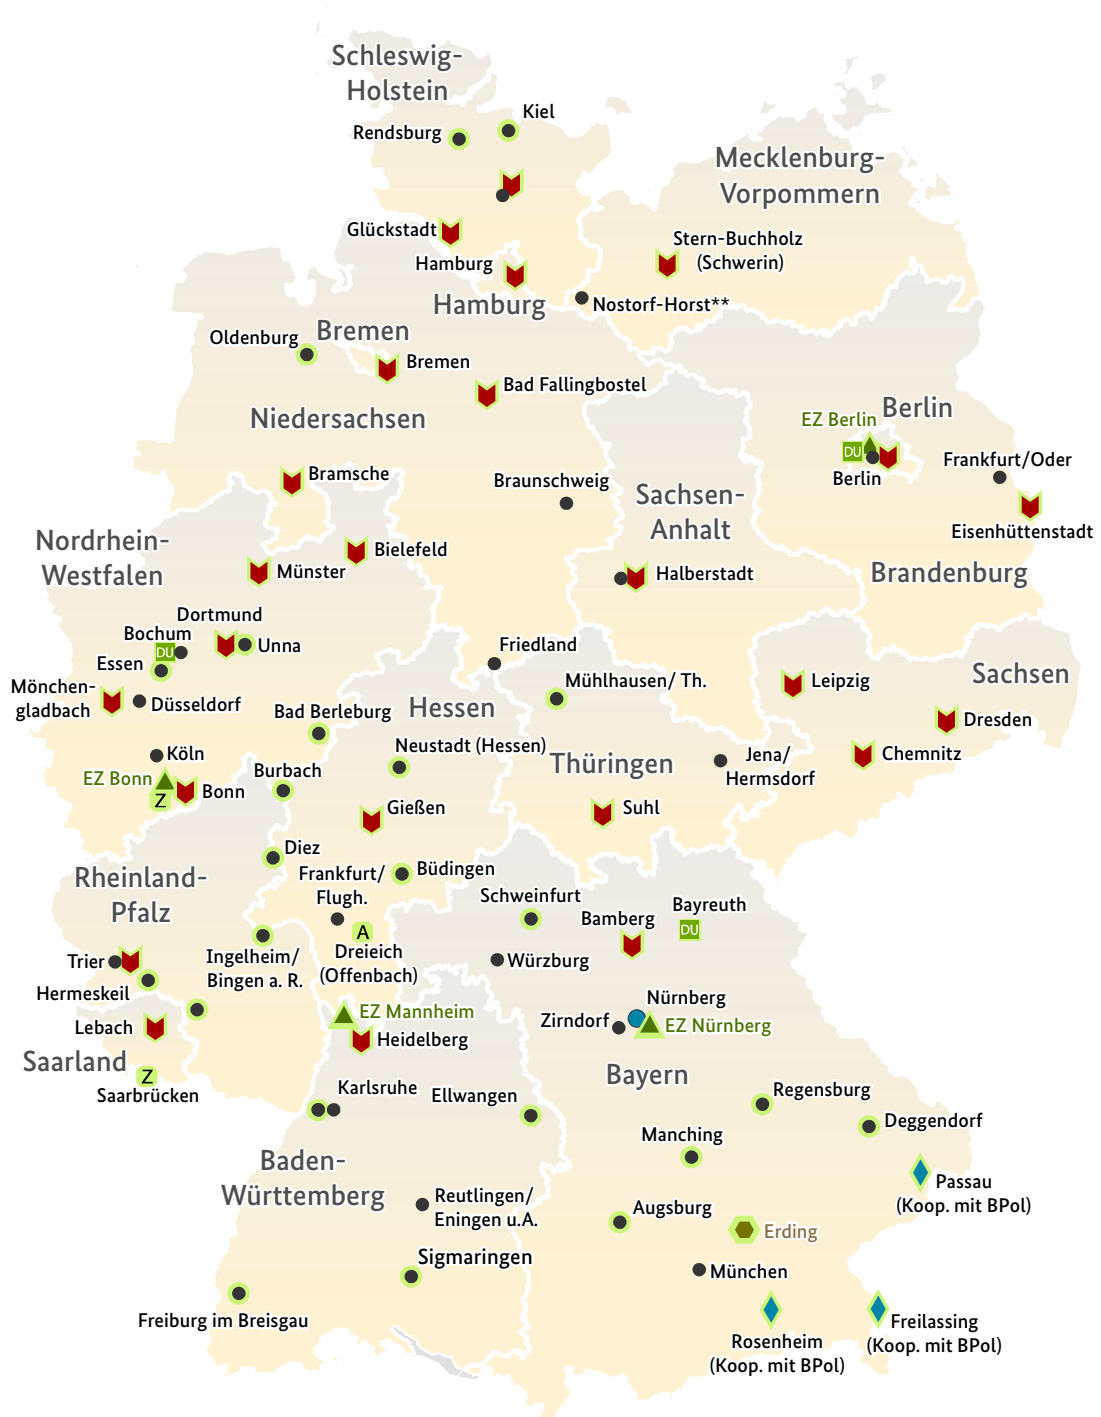 Schleswig-
Holstein
Kiel
Rendsburg
Mecklenburg-
Vorpommern
Glückstadt
Stern-Buchholz
(Schwerin)
Hamburg
Hamburg
Nostorf-Horst**
Bremen
Oldenburg
Bremen
Bad Fallingbostel
Niedersachsen
Berlin
EZ Berlin
DU
Berlin
Frankfurt/Oder
Bramsche
Braunschweig
Sachsen-
Anhalt
Eisenhüttenstadt
Nordrhein-
Westfalen
Bielefeld
Münster
Halberstadt
Brandenburg
Dortmund
Bochum
DU
Unna
Essen
Friedland
Mönchen-
gladbach
Düsseldorf
Mühlhausen/ Th.
Leipzig
Sachsen
Bad Berleburg
Hessen
Dresden
Neustadt (Hessen)
Köln
Thüringen
Jena/
Hermsdorf
Chemnitz
EZ Bonn
Z
Bonn
Burbach
Gießen
Suhl
Diez
Frankfurt/
Flugh.
Büdingen
Rheinland-
Pfalz
Schweinfurt
Bayreuth
DU
Bamberg
A
Dreieich
(Offenbach)
Ingelheim/
Bingen a. R.
Trier
Würzburg
Hermeskeil
Nürnberg
EZ Mannheim
Zirndorf
EZ Nürnberg
Lebach
Heidelberg
Saarland
Z
Saarbrücken
Bayern
Karlsruhe
Ellwangen
Regensburg
Deggendorf
Manching
Baden-
Württemberg
Passau
(Koop. mit BPol)
Reutlingen/
Eningen u.A.
Augsburg
Erding
Sigmaringen
München
Freiburg im Breisgau
Rosenheim
(Koop. mit BPol)
Freilassing
(Koop. mit BPol)